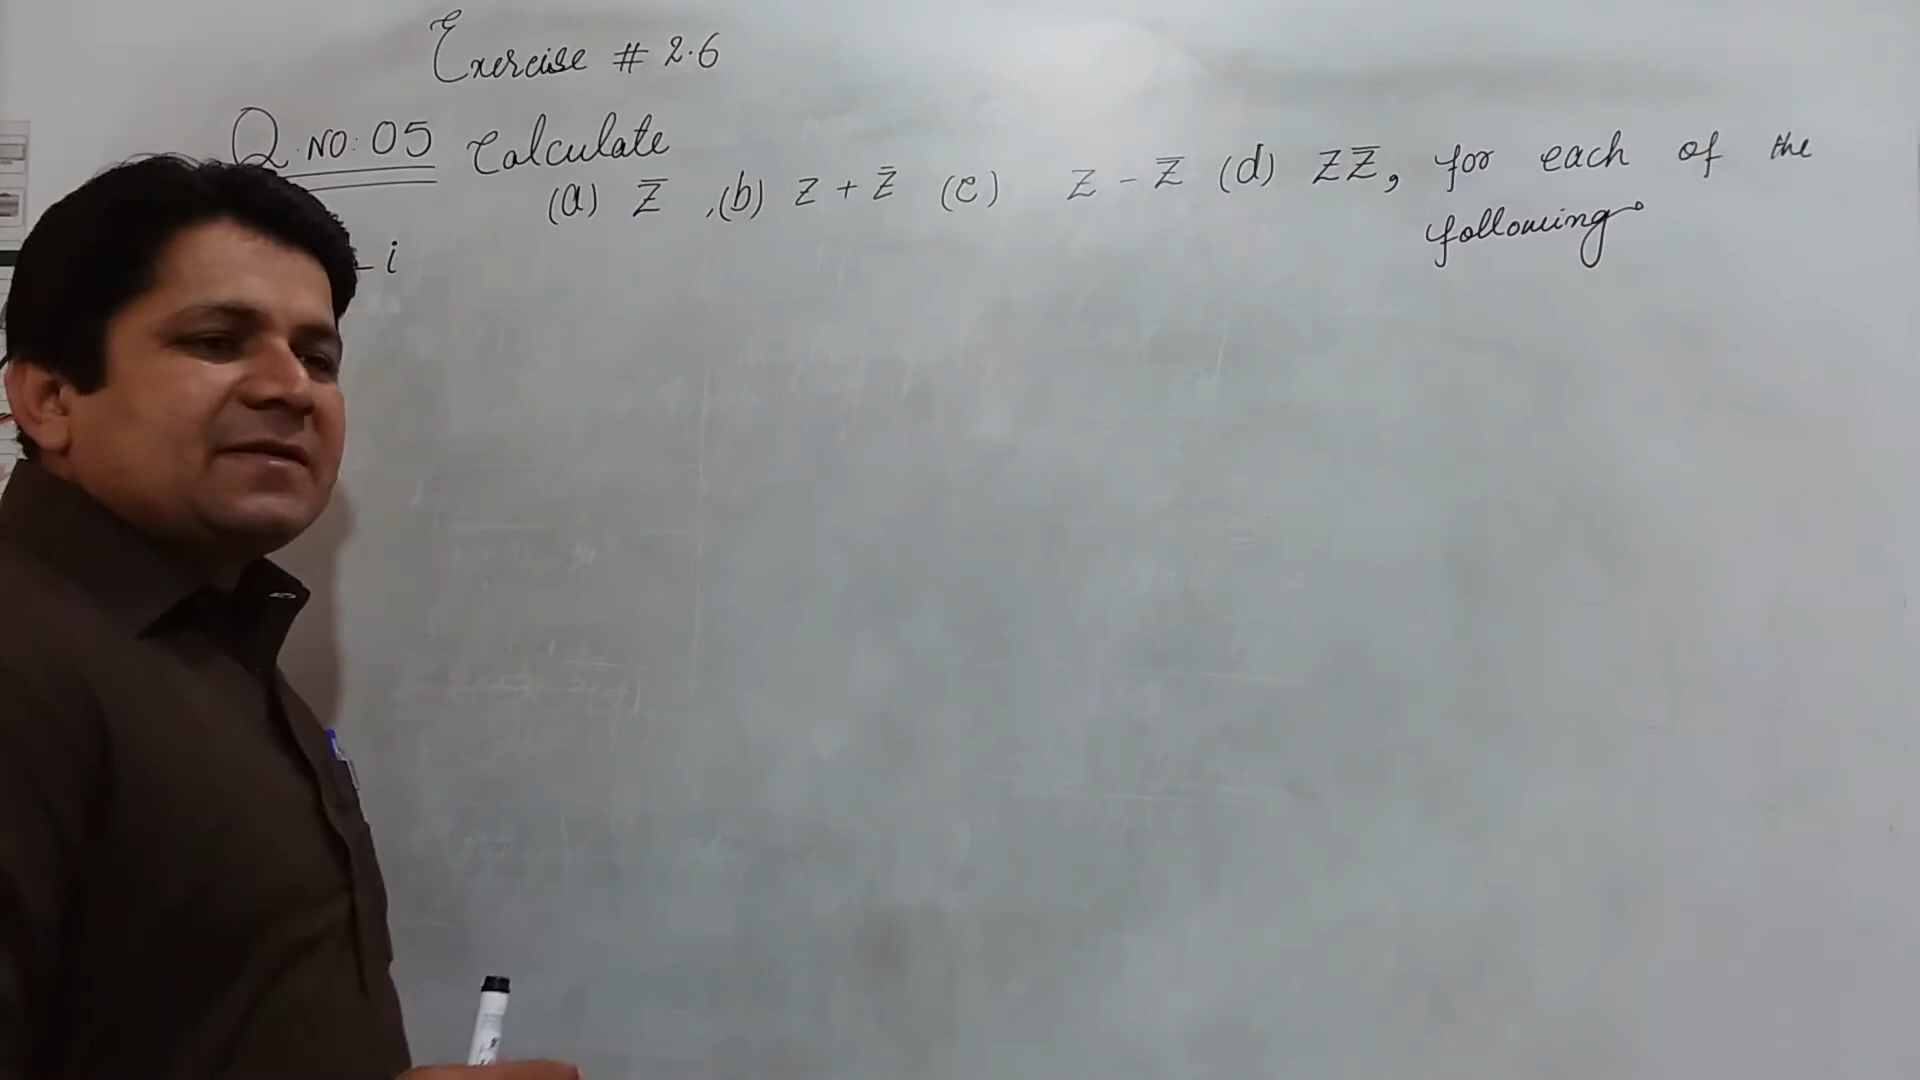 Exercise # 2.6
Q.NO: 05 Calculate
(a) z̅ ,(b) z + z̅ (c) z - z̅ (d) zz̅, for each of the
following
- i